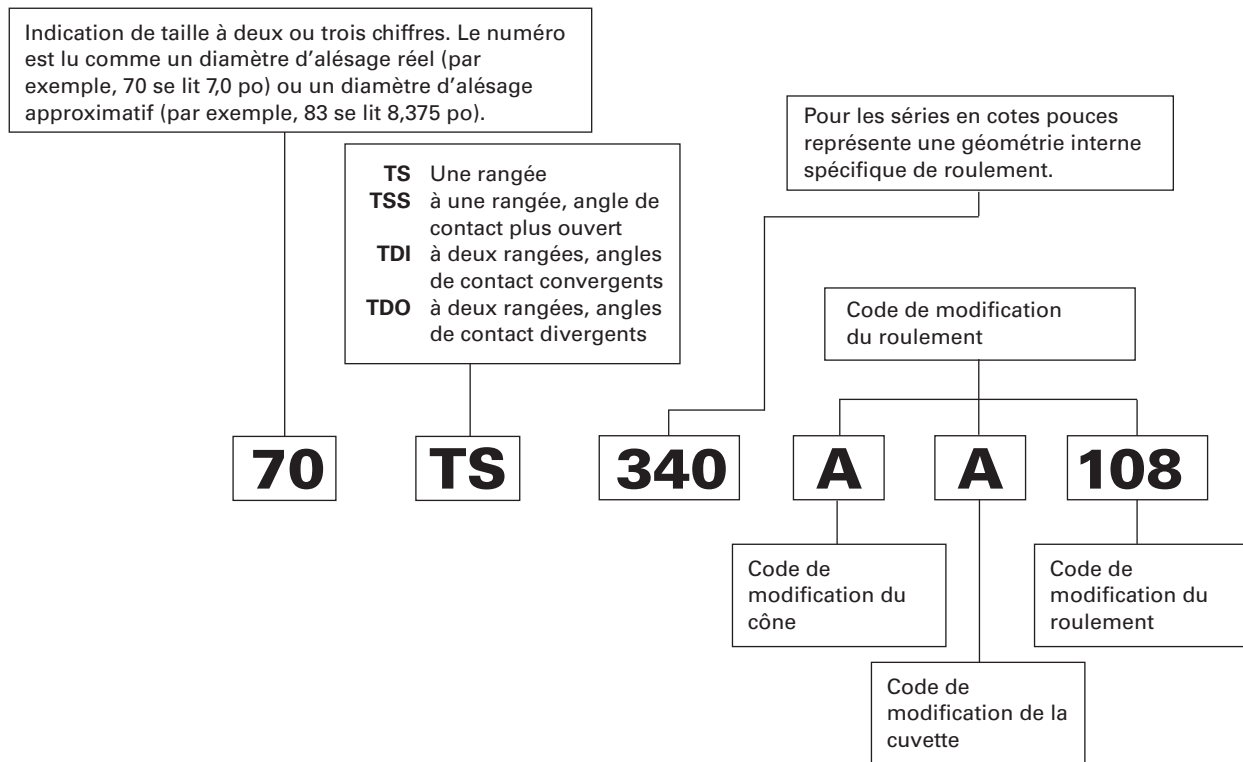 Indication de taille à deux ou trois chiffres. Le numéro
est lu comme un diamètre d'alésage réel (par
exemple, 70 se lit 7,0 po) ou un diamètre d'alésage
approximatif (par exemple, 83 se lit 8,375 po).
Pour les séries en cotes pouces
représente une géométrie interne
spécifique de roulement.
TS Une rangée
TSS à une rangée, angle de
contact plus ouvert
TDI à deux rangées, angles
de contact convergents
TDO à deux rangées, angles
de contact divergents
Code de modification
du roulement
70 TS 340 A A 108
Code de
modification du
cône
Code de
modification du
roulement
Code de
modification de la
cuvette